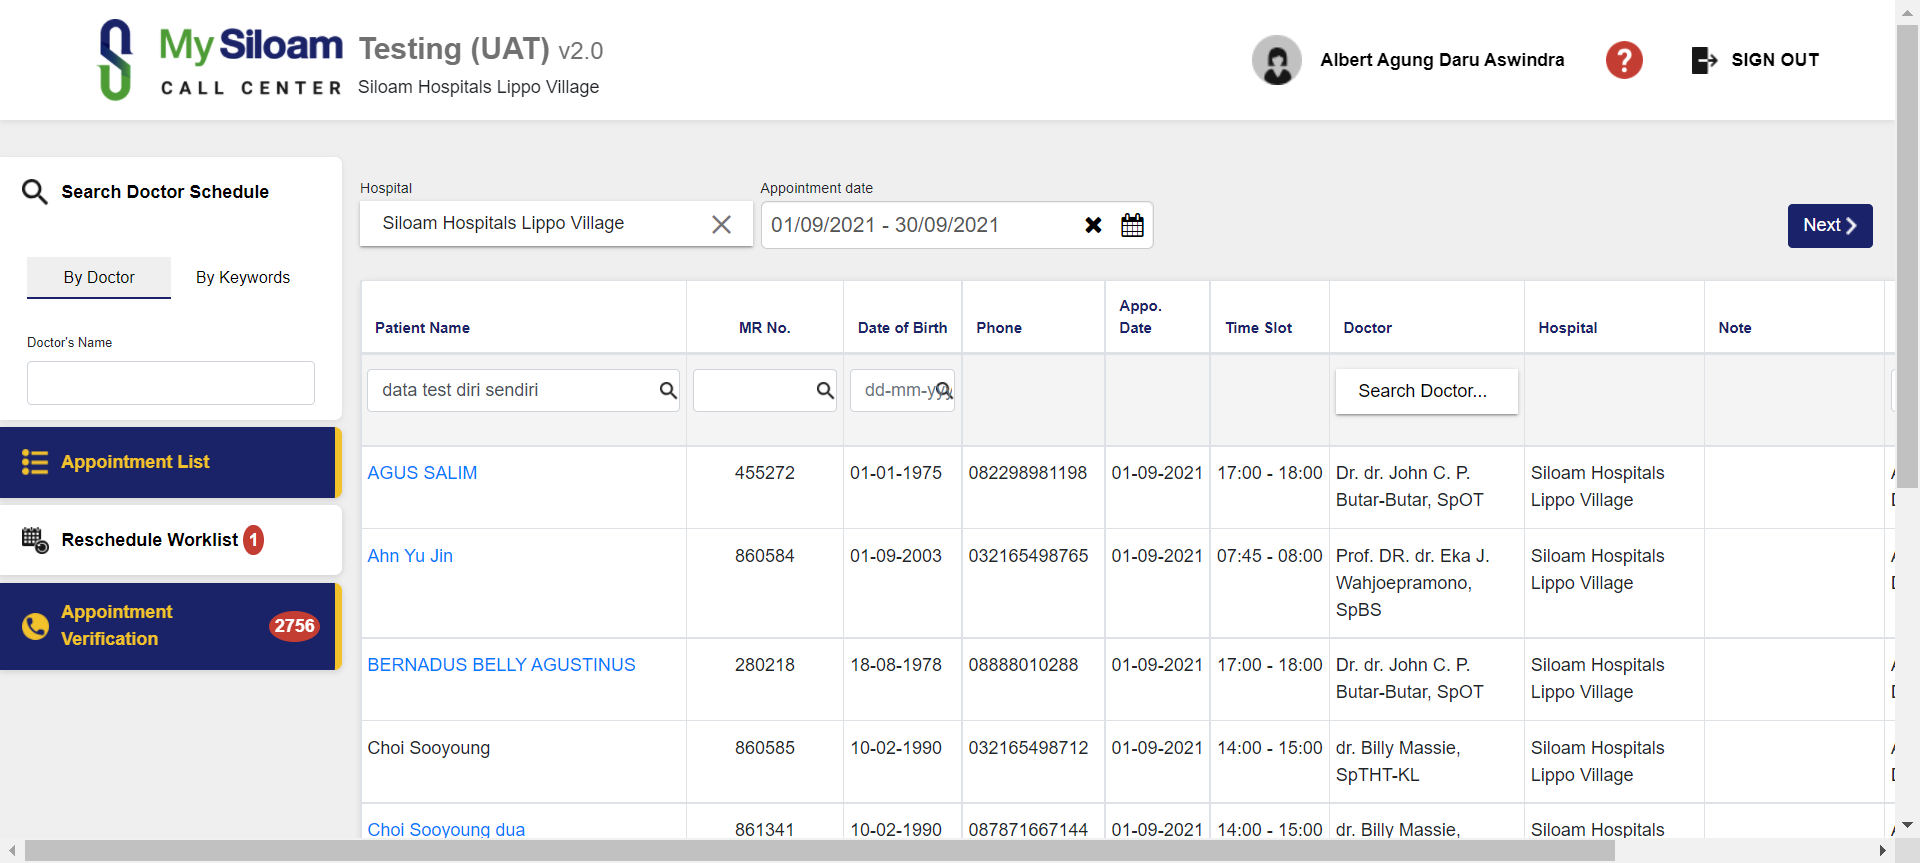 My Siloam
CALL CENTER
Testing (UAT) v2.0
Siloam Hospitals Lippo Village
Albert Agung Daru Aswindra
?
SIGN OUT
Search Doctor Schedule
By Doctor
By Keywords
Doctor's Name
Appointment List
Reschedule Worklist 1
Appointment
Verification
2756
Hospital
Siloam Hospitals Lippo Village
Appointment date
01/09/2021 - 30/09/2021
Next
Patient Name
MR No.
Date of Birth
Phone
Appo.
Date
Time Slot
Doctor
Hospital
Note
data test diri sendiri
dd-mm-yy
Search Doctor...
AGUS SALIM
455272
01-01-1975
082298981198
01-09-2021
17:00 - 18:00
Dr. dr. John C. P.
Butar-Butar, SpOT
Siloam Hospitals
Lippo Village
Ahn Yu Jin
860584
01-09-2003
032165498765
01-09-2021
07:45 - 08:00
Prof. DR. dr. Eka J.
Wahjoepramono,
SpBS
Siloam Hospitals
Lippo Village
BERNADUS BELLY AGUSTINUS
280218
18-08-1978
08888010288
01-09-2021
17:00 - 18:00
Dr. dr. John C. P.
Butar-Butar, SpOT
Siloam Hospitals
Lippo Village
Choi Sooyoung
860585
10-02-1990
032165498712
01-09-2021
14:00 - 15:00
dr. Billy Massie,
SpTHT-KL
Siloam Hospitals
Lippo Village
Choi Sooyoung dua
861341
10-02-1990
087871667144
01-09-2021
14:00 - 15:00
dr. Billy Massie,
Siloam Hospitals